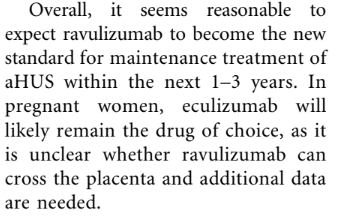 Overall, it seems reasonable to
expect ravulizumab to become the new
standard for maintenance treatment of
aHUS within the next 1–3 years. In
pregnant women, eculizumab will
likely remain the drug of choice, as it
is unclear whether ravulizumab can
cross the placenta and additional data
are needed.